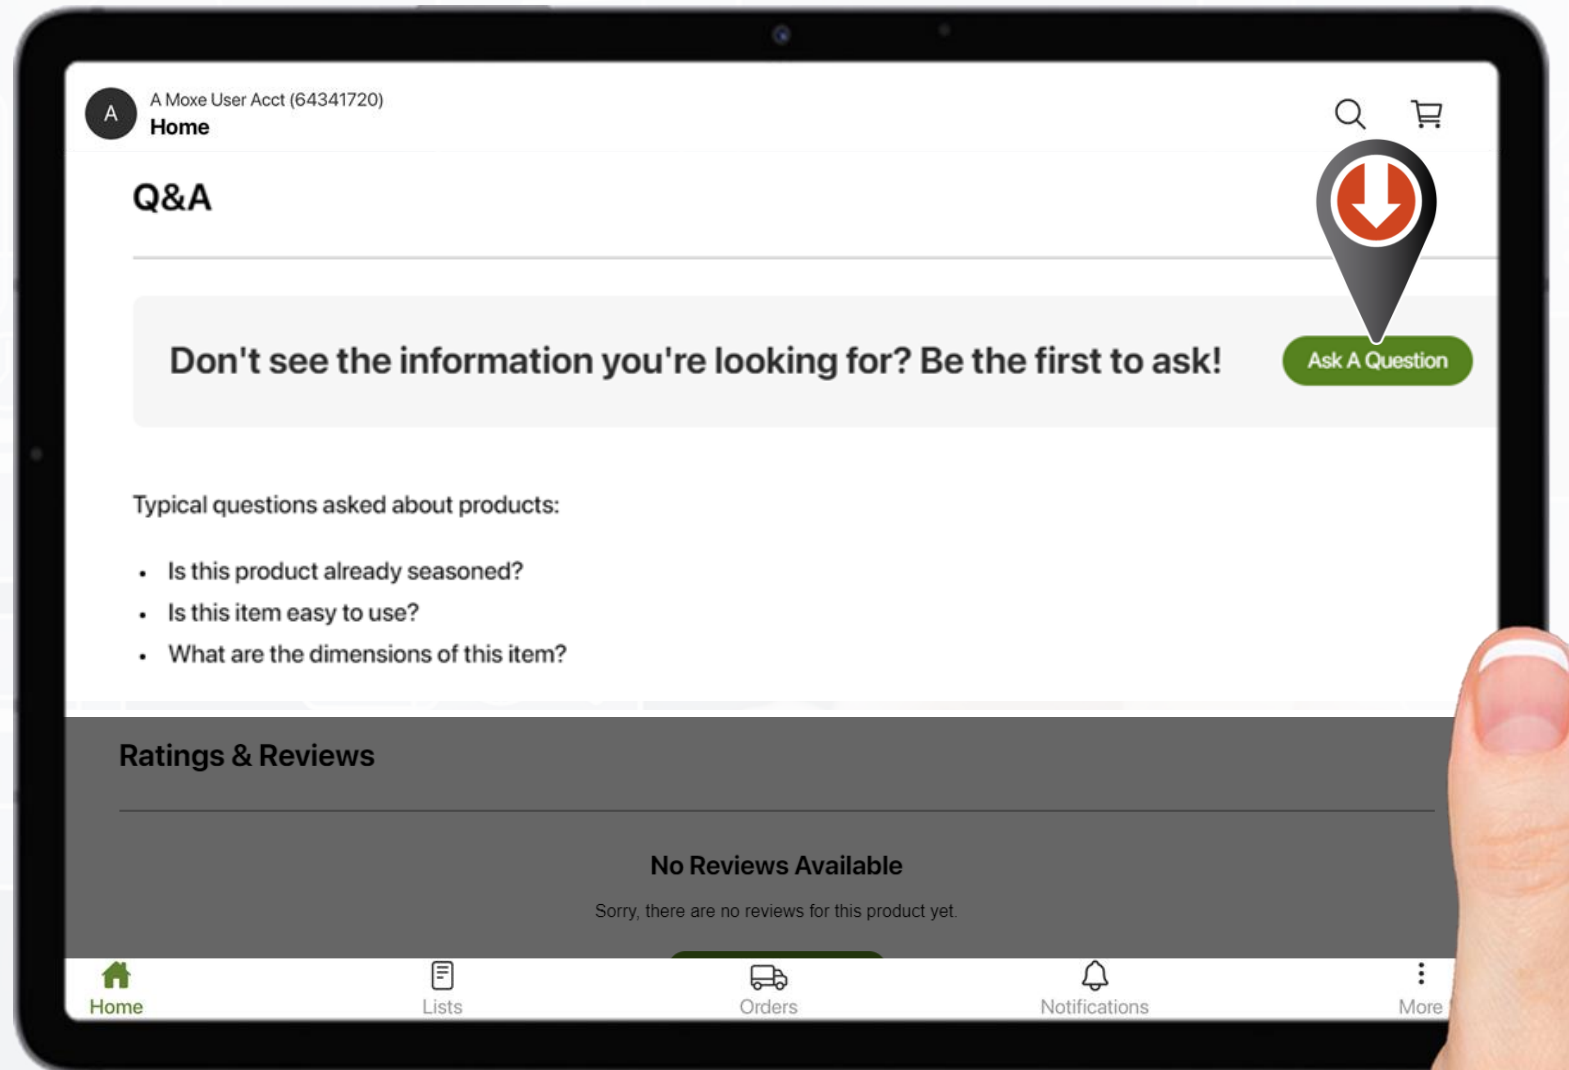 A
A Moxe User Acct (64341720)
Home
Q&A
Don't see the information you're looking for? Be the first to ask!
Ask A Question
Typical questions asked about products:
• Is this product already seasoned?
• Is this item easy to use?
• What are the dimensions of this item?
Ratings & Reviews
No Reviews Available
Sorry, there are no reviews for this product yet.
Home
Lists
Orders
Notifications
More